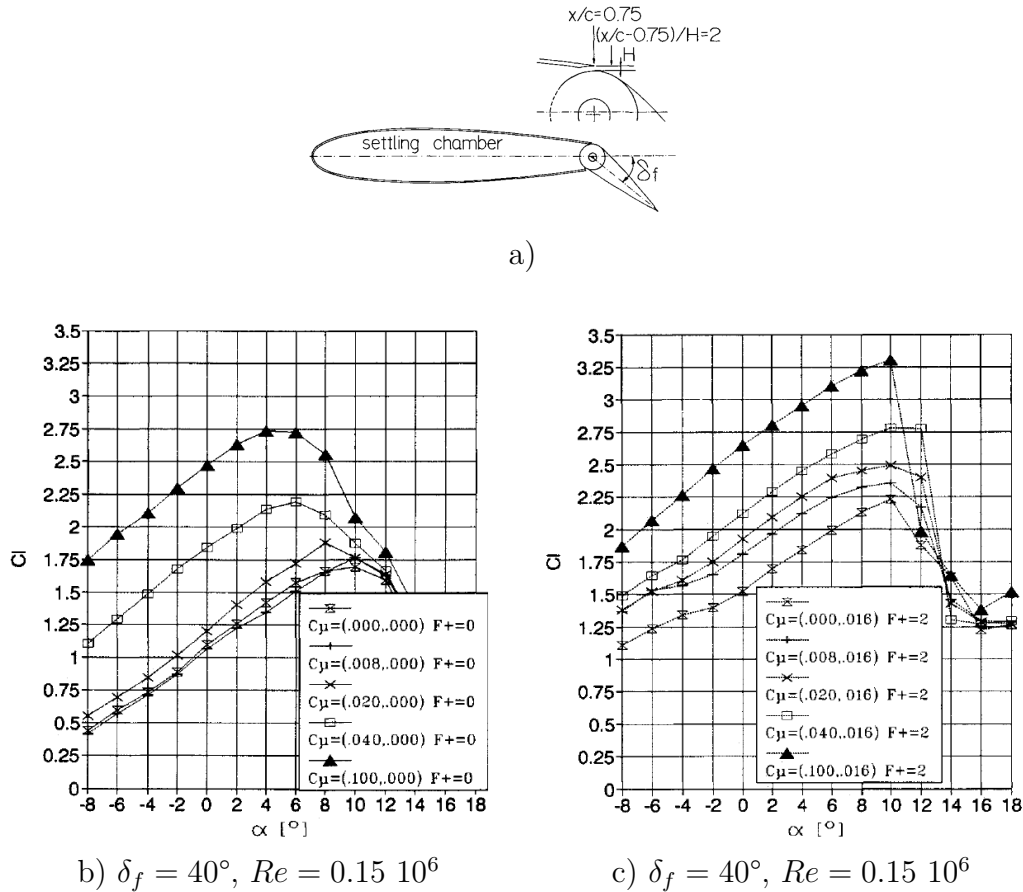 x/c=0.75
(x/c-0.75)/H=2
H
settling chamber
δf
a)
3.5
3.25
3
2.75
2.5
2.25
2
1.75
1.5
1.25
1
0.75
0.5
0.25
0
Cl
-8 -6 -4 -2 0 2 4 6 8 10 12 14 16 18
α [°]
Cμ=(.000,.000) F+=0
Cμ=(.008,.000) F+=0
Cμ=(.020,.000) F+=0
Cμ=(.040,.000) F+=0
Cμ=(.100,.000) F+=0
b) δf = 40°, Re = 0.15 10⁶
3.5
3.25
3
2.75
2.5
2.25
2
1.75
1.5
1.25
1
0.75
0.5
0.25
0
Cl
-8 -6 -4 -2 0 2 4 6 8 10 12 14 16 18
α [°]
Cμ=(.000,.016) F+=2
Cμ=(.008,.016) F+=2
Cμ=(.020,.016) F+=2
Cμ=(.040,.016) F+=2
Cμ=(.100,.016) F+=2
c) δf = 40°, Re = 0.15 10⁶